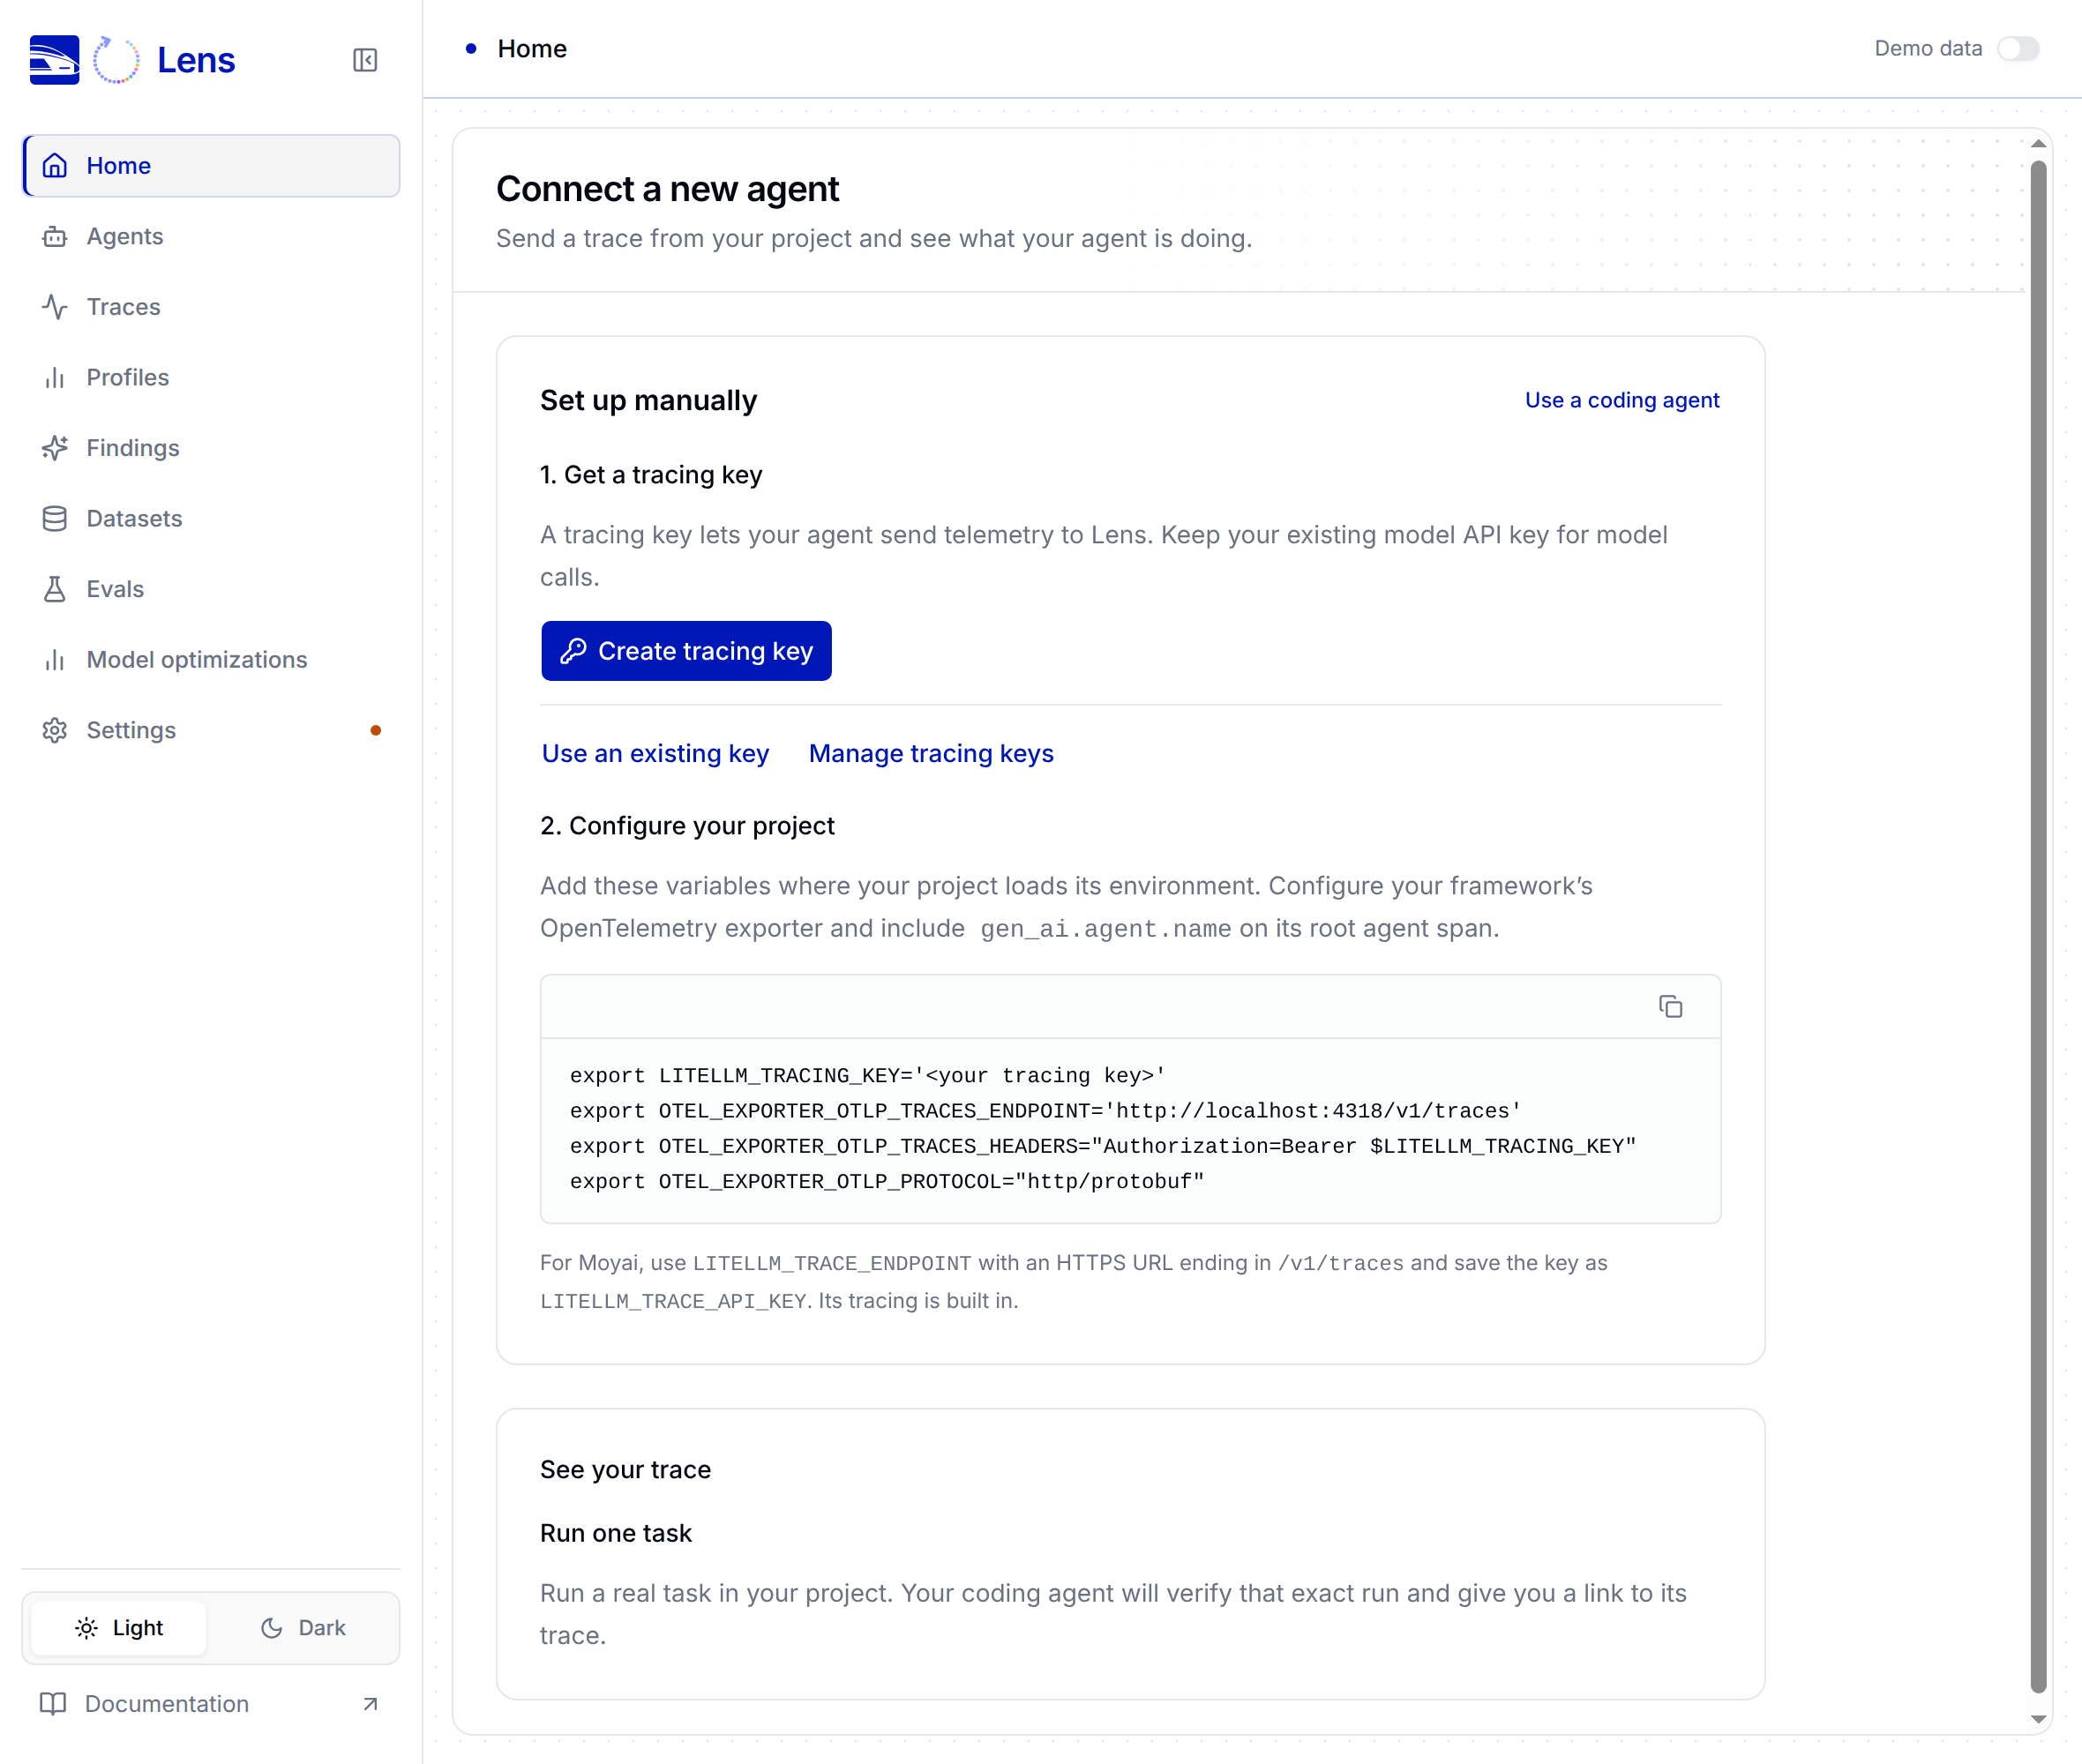 Lens
Home
Agents
Traces
Profiles
Findings
Datasets
Evals
Model optimizations
Settings
Light
Dark
Documentation
Home
Demo data
Connect a new agent
Send a trace from your project and see what your agent is doing.
Set up manually
Use a coding agent
1. Get a tracing key
A tracing key lets your agent send telemetry to Lens. Keep your existing model API key for model
calls.
Create tracing key
Use an existing key
Manage tracing keys
2. Configure your project
Add these variables where your project loads its environment. Configure your framework’s
OpenTelemetry exporter and include gen_ai.agent.name on its root agent span.
export LITELLM_TRACING_KEY='<your tracing key>'
export OTEL_EXPORTER_OTLP_TRACES_ENDPOINT='http://localhost:4318/v1/traces'
export OTEL_EXPORTER_OTLP_TRACES_HEADERS="Authorization=Bearer $LITELLM_TRACING_KEY"
export OTEL_EXPORTER_OTLP_PROTOCOL="http/protobuf"
For Moyai, use LITELLM_TRACE_ENDPOINT with an HTTPS URL ending in /v1/traces and save the key as
LITELLM_TRACE_API_KEY. Its tracing is built in.
See your trace
Run one task
Run a real task in your project. Your coding agent will verify that exact run and give you a link to its
trace.